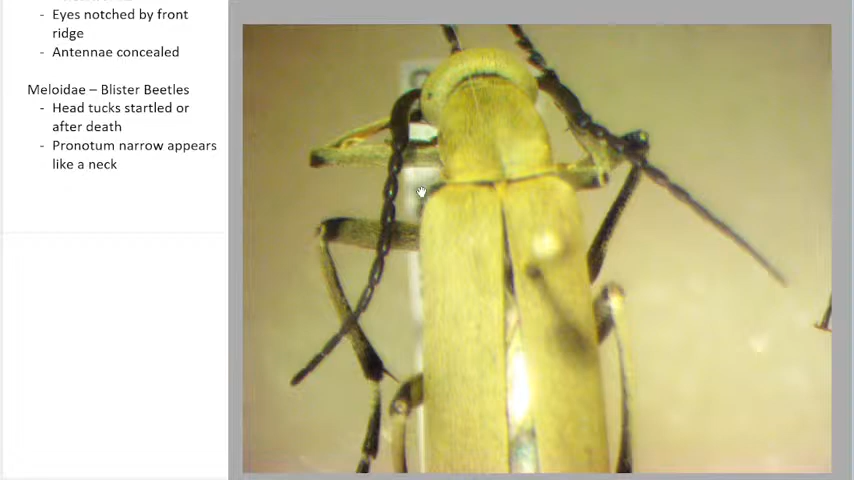 - Eyes notched by front
ridge
- Antennae concealed
Meloidae – Blister Beetles
- Head tucks startled or
after death
- Pronotum narrow appears
like a neck